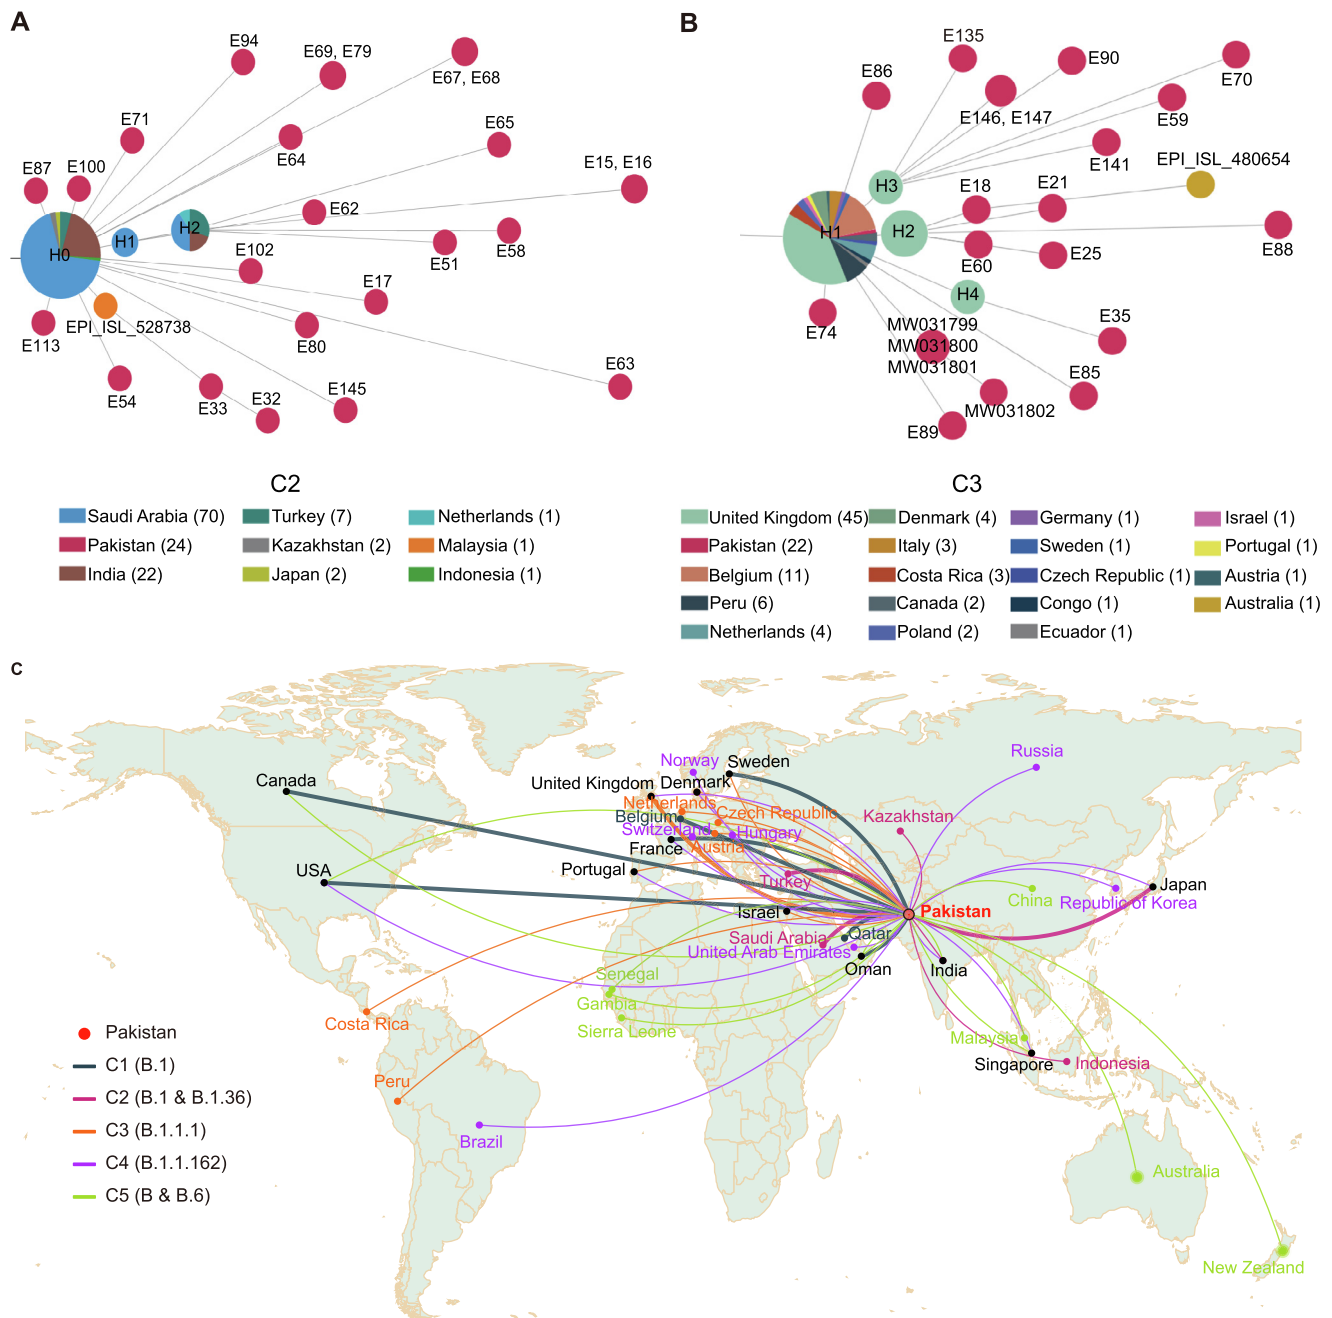 A
E94
E69, E79
E67, E68
E71
E64
E65
E87
E100
E15, E16
E62
H0
H1
H2
E58
E51
E102
E17
EPI_ISL_528738
E113
E80
E54
E33
E32
E145
E63
C2
Saudi Arabia (70)
Turkey (7)
Netherlands (1)
Pakistan (24)
Kazakhstan (2)
Malaysia (1)
India (22)
Japan (2)
Indonesia (1)
B
E135
E90
E70
E86
E146, E147
E59
E141
EPI_ISL_480654
H3
E18
E21
H1
H2
E88
E60
E25
H4
E74
MW031799
MW031800
MW031801
E35
E85
MW031802
E89
C3
United Kingdom (45)
Denmark (4)
Germany (1)
Israel (1)
Pakistan (22)
Italy (3)
Sweden (1)
Portugal (1)
Belgium (11)
Costa Rica (3)
Czech Republic (1)
Austria (1)
Peru (6)
Canada (2)
Congo (1)
Australia (1)
Netherlands (4)
Poland (2)
Ecuador (1)
C
Canada
USA
Norway
Sweden
United Kingdom
Denmark
Netherlands
Belgium
Czech Republic
Switzerland
Hungary
France
Austria
Portugal
Turkey
Israel
Russia
Kazakhstan
China
Republic of Korea
Japan
Pakistan
Saudi Arabia
Qatar
United Arab Emirates
Oman
India
Senegal
Gambia
Sierra Leone
Malaysia
Singapore
Indonesia
Costa Rica
Peru
Brazil
Australia
New Zealand
Pakistan
C1 (B.1)
C2 (B.1 & B.1.36)
C3 (B.1.1.1)
C4 (B.1.1.162)
C5 (B & B.6)